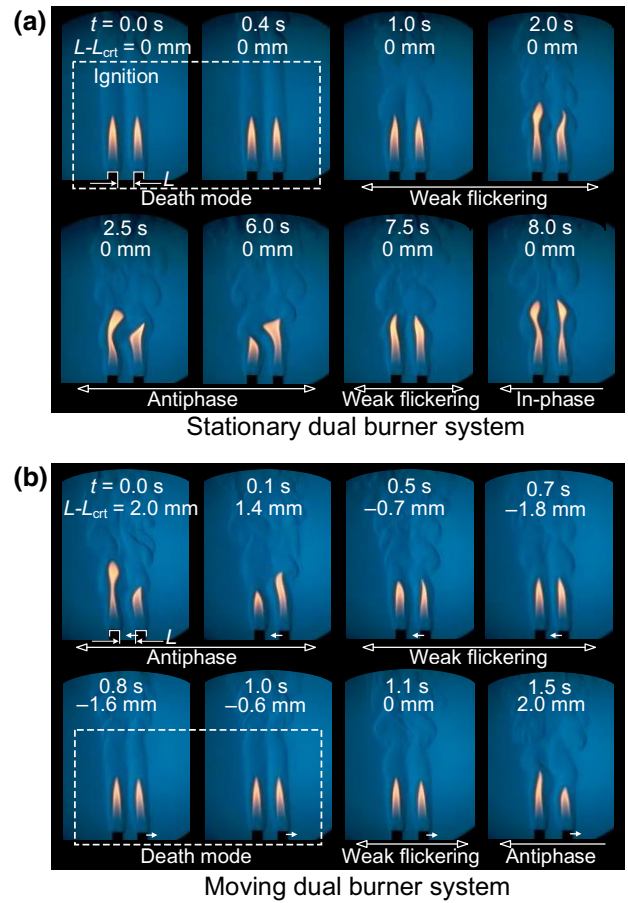 (a)
t = 0.0 s 0.4 s 1.0 s 2.0 s
L-Lcrt = 0 mm 0 mm 0 mm 0 mm
Ignition
L
Death mode Weak flickering
2.5 s 6.0 s 7.5 s 8.0 s
0 mm 0 mm 0 mm 0 mm
Antiphase Weak flickering In-phase
Stationary dual burner system
(b)
t = 0.0 s 0.1 s 0.5 s 0.7 s
L-Lcrt = 2.0 mm 1.4 mm –0.7 mm –1.8 mm
L
Antiphase Weak flickering
0.8 s 1.0 s 1.1 s 1.5 s
–1.6 mm –0.6 mm 0 mm 2.0 mm
Death mode Weak flickering Antiphase
Moving dual burner system